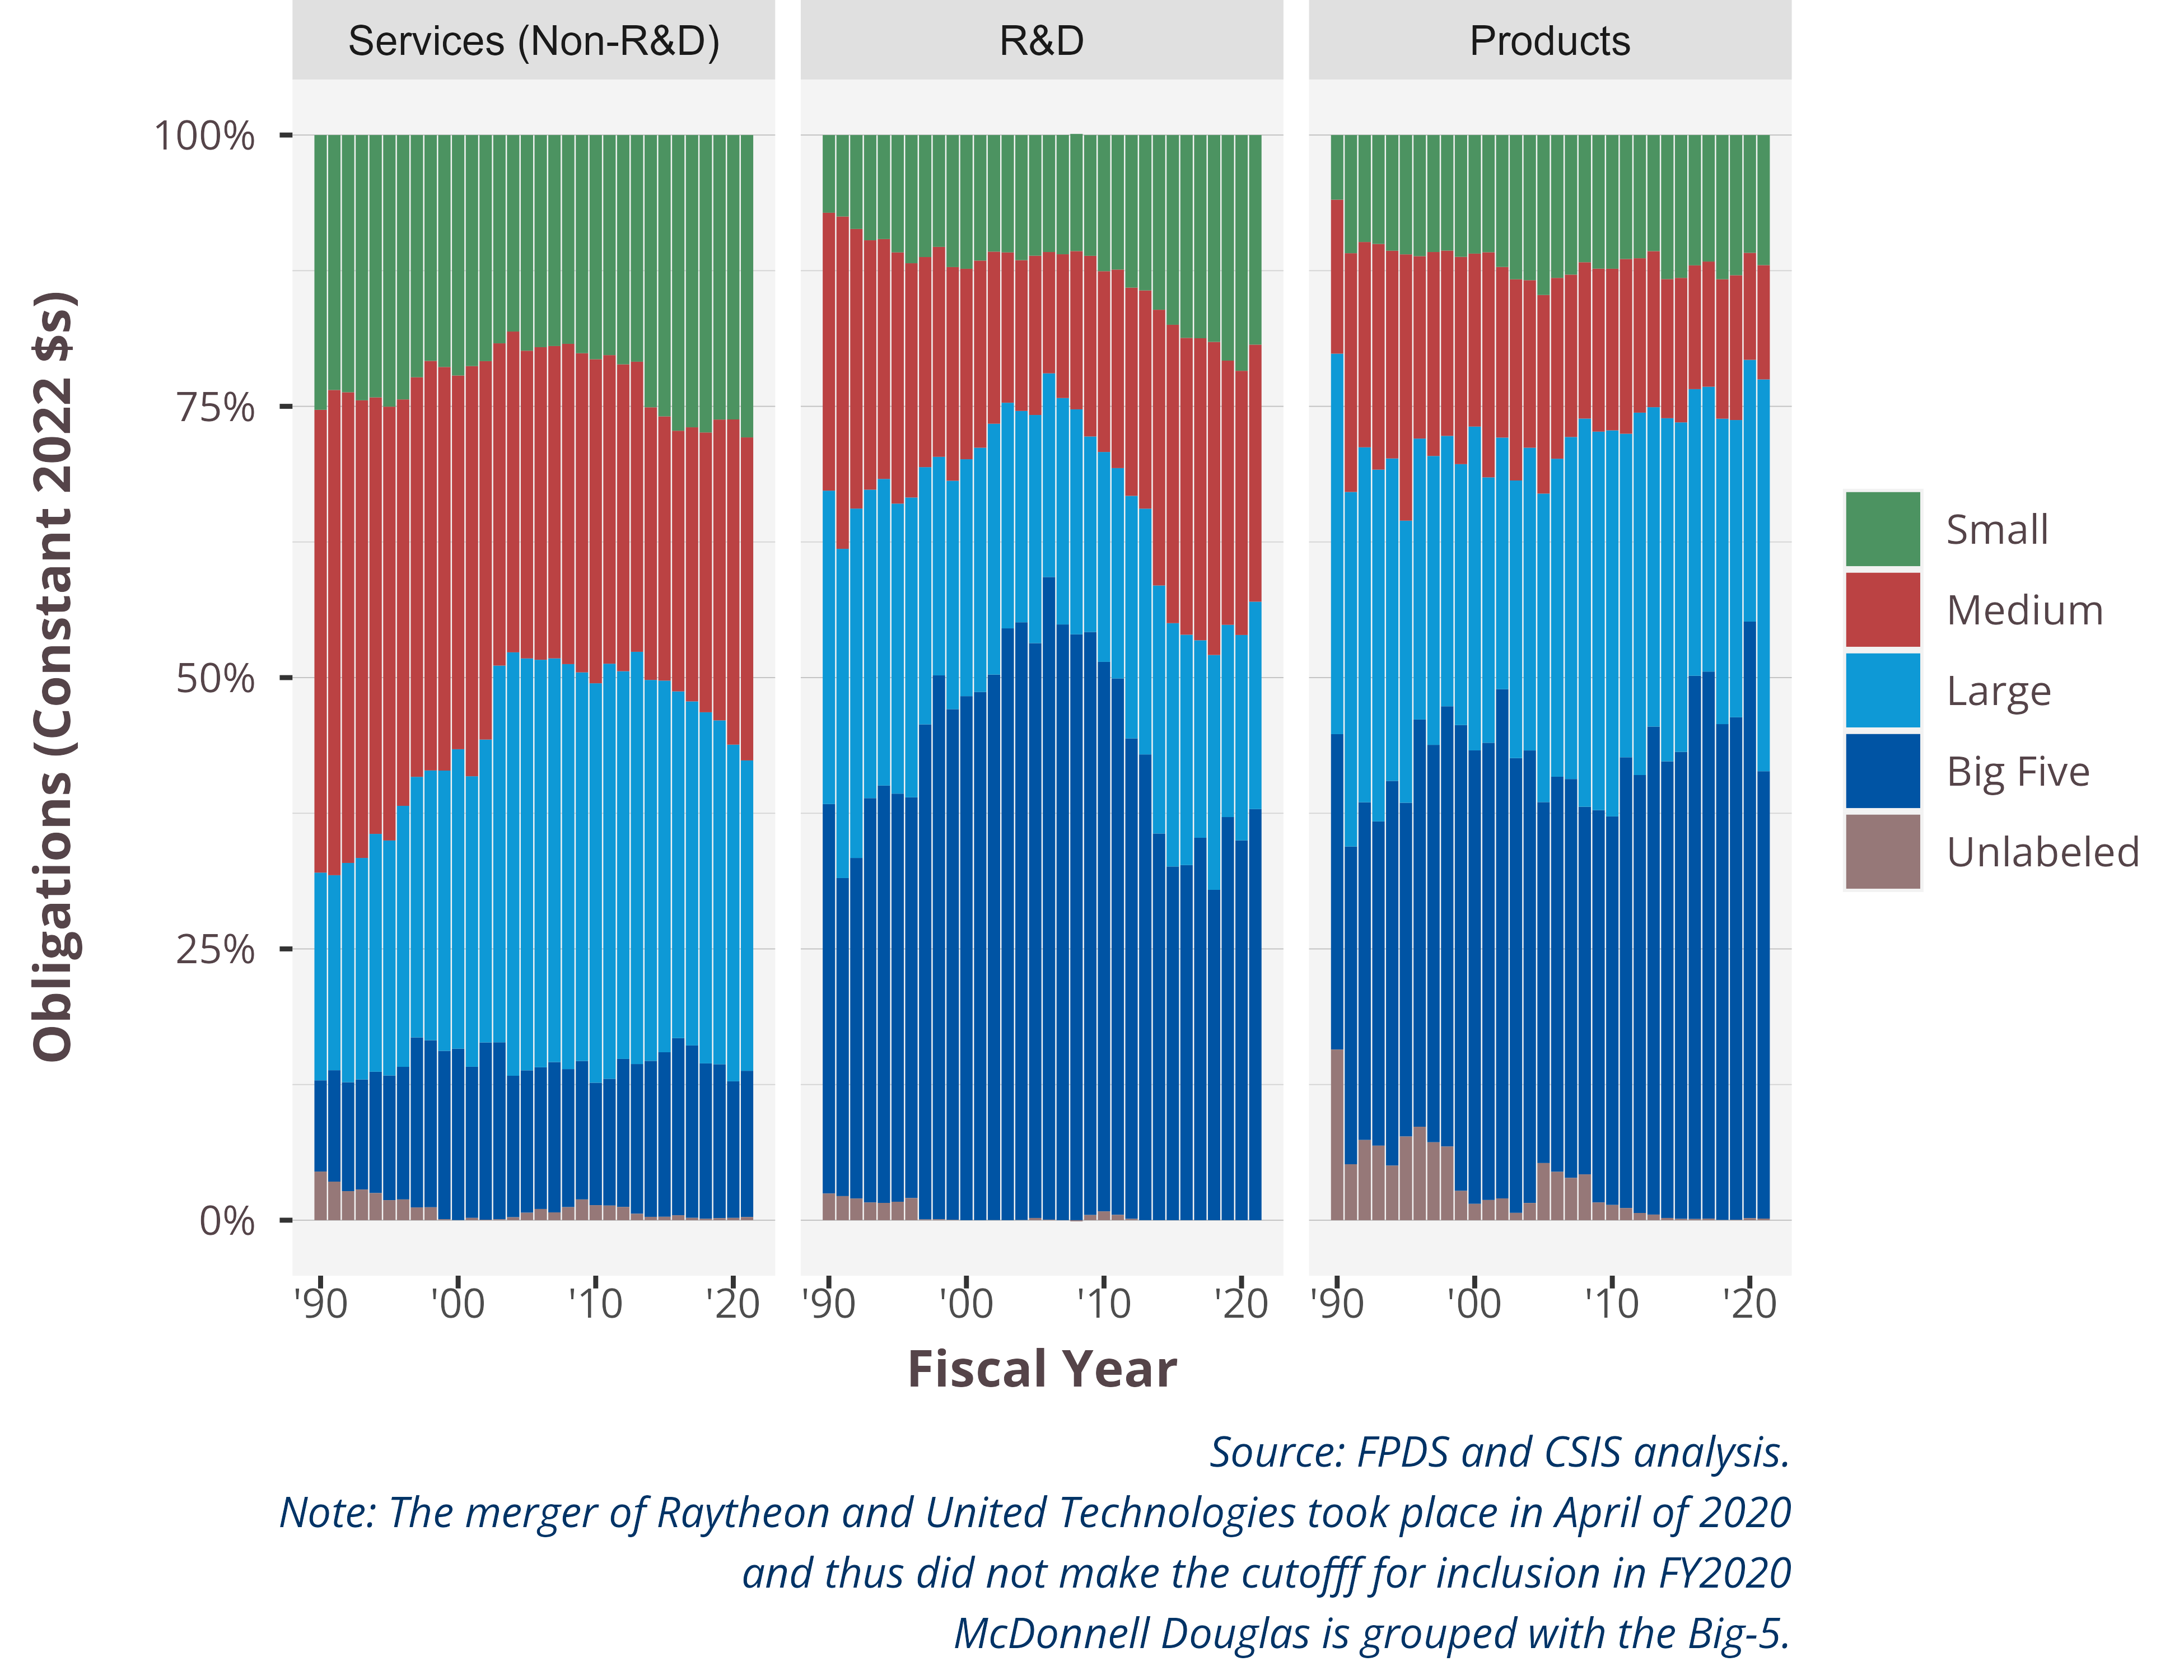 Services (Non-R&D)
R&D
Products
Obligations (Constant 2022 $s)
100%
75%
50%
25%
0%
'90
'00
'10
'20
'90
'00
'10
'20
'90
'00
'10
'20
Fiscal Year
Small
Medium
Large
Big Five
Unlabeled
Source: FPDS and CSIS analysis.
Note: The merger of Raytheon and United Technologies took place in April of 2020
and thus did not make the cutofff for inclusion in FY2020
McDonnell Douglas is grouped with the Big-5.